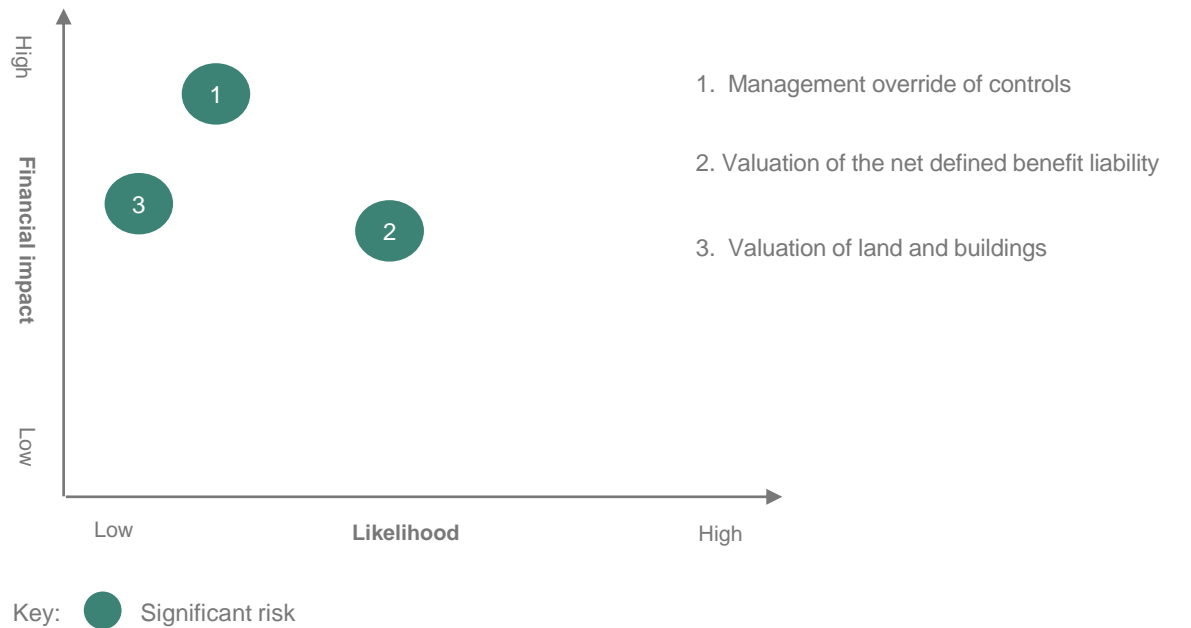 High
1
1. Management override of controls
Financial impact
3
2. Valuation of the net defined benefit liability
2
3. Valuation of land and buildings
Low
Low
Likelihood
High
Key:
Significant risk